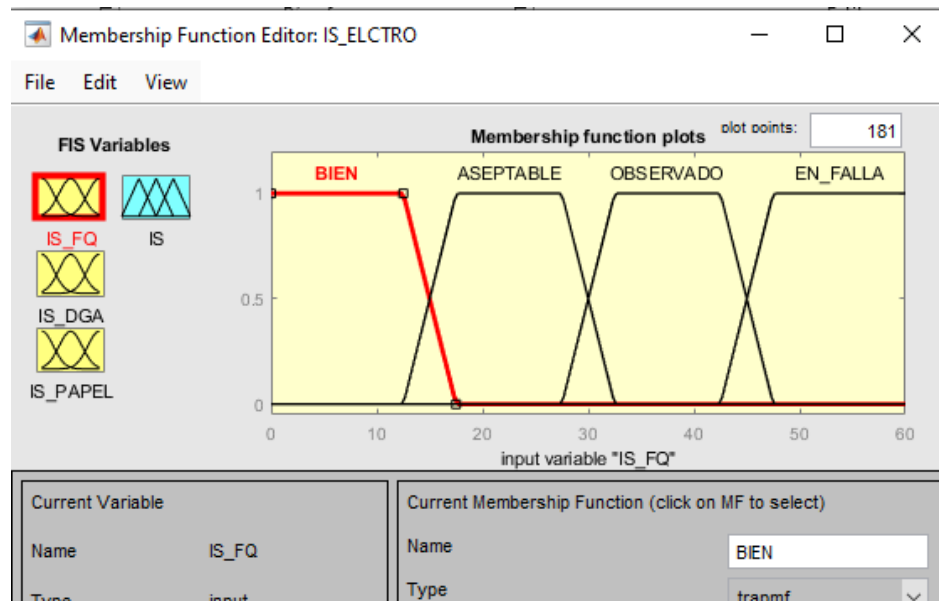 Membership Function Editor: IS_ELCTRO
File Edit View
FIS Variables
Membership function plots plot points: 181
BIEN ASEPTABLE OBSERVADO EN_FALLA
IS_FQ IS
IS_DGA
IS_PAPEL
1
0.5
0
0 10 20 30 40 50 60
input variable "IS_FQ"
Current Variable
Current Membership Function (click on MF to select)
Name IS_FQ
Name BIEN
Type input
Type trapmf